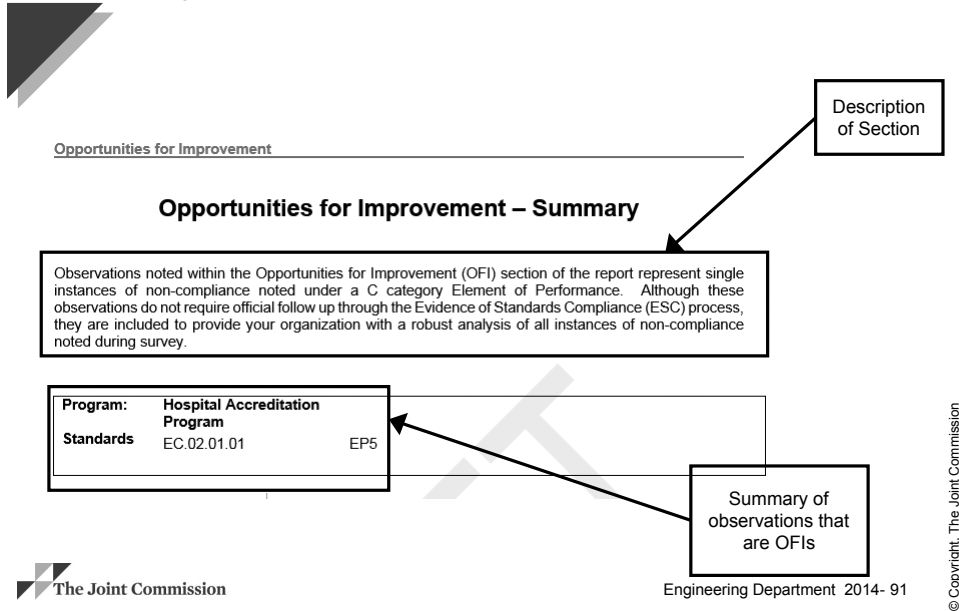 Description
of Section
Opportunities for Improvement
Opportunities for Improvement – Summary
Observations noted within the Opportunities for Improvement (OFI) section of the report represent single
instances of non-compliance noted under a C category Element of Performance. Although these
observations do not require official follow up through the Evidence of Standards Compliance (ESC) process,
they are included to provide your organization with a robust analysis of all instances of non-compliance
noted during survey.
Program: Hospital Accreditation
Program
Standards EC.02.01.01 EP5
Summary of
observations that
are OFIs
The Joint Commission
Engineering Department 2014- 91
© Copyright, The Joint Commission